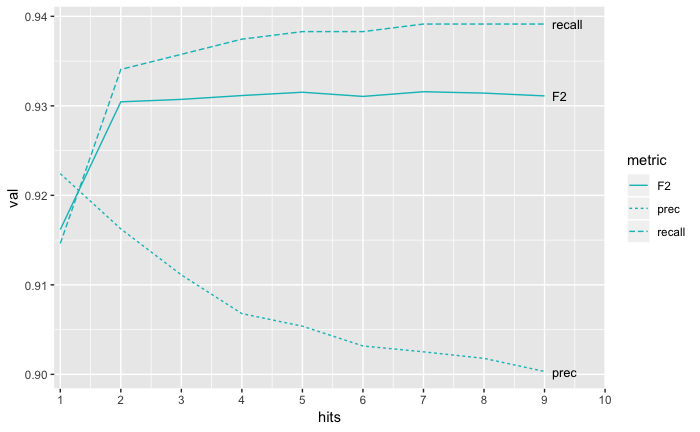 0.94
0.93
0.92
0.91
0.90
val
1 2 3 4 5 6 7 8 9 10
hits
recall
F2
prec
metric
F2
prec
recall